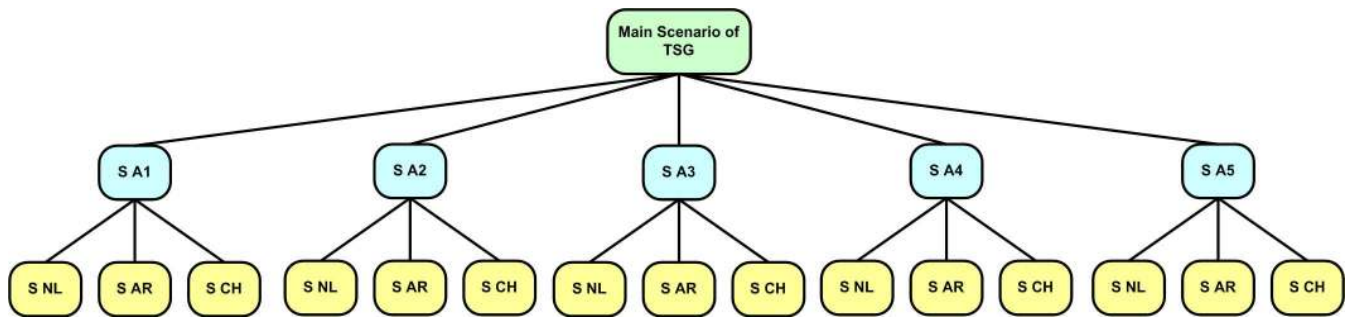 Main Scenario of
TSG
S A1
S A2
S A3
S A4
S A5
S NL
S AR
S CH
S NL
S AR
S CH
S NL
S AR
S CH
S NL
S AR
S CH
S NL
S AR
S CH